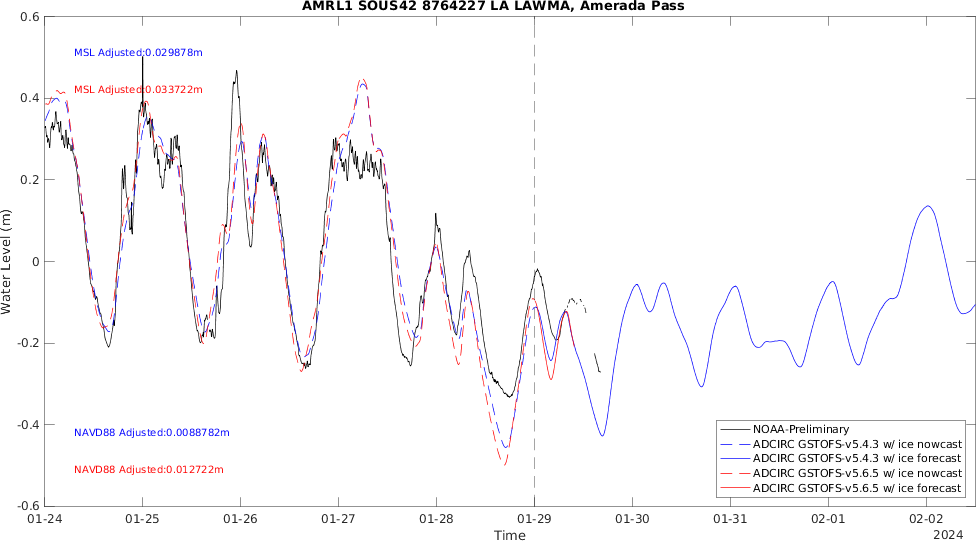 AMRL1 SOUS42 8764227 LA LAWMA, Amerada Pass
0.6
MSL Adjusted:0.029878m
MSL Adjusted:0.033722m
0.4
0.2
0
-0.2
-0.4
-0.6
Water Level (m)
NAVD88 Adjusted:0.0088782m
NAVD88 Adjusted:0.012722m
NOAA-Preliminary
ADCIRC GSTOFS-v5.4.3 w/ ice nowcast
ADCIRC GSTOFS-v5.4.3 w/ ice forecast
ADCIRC GSTOFS-v5.6.5 w/ ice nowcast
ADCIRC GSTOFS-v5.6.5 w/ ice forecast
01-24 01-25 01-26 01-27 01-28 01-29 01-30 01-31 02-01 02-02
Time
2024